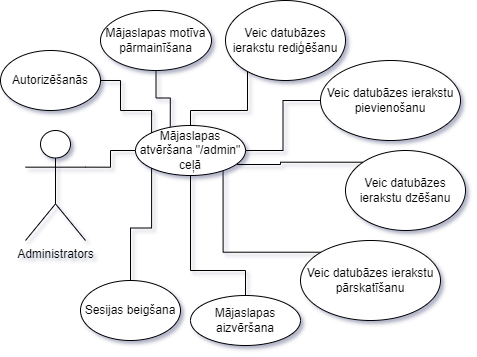 Mājaslapas motīva
pārmainīšana
Veic datubāzes
ierakstu rediģēšanu
Autorizēšanās
Veic datubāzes ierakstu
pievienošanu
Mājaslapas
atvēršana "/admin"
ceļā
Veic datubāzes
ierakstu dzēšanu
Administrators
Veic datubāzes ierakstu
pārskatīšanu
Sesijas beigšana
Mājaslapas
aizvēršana